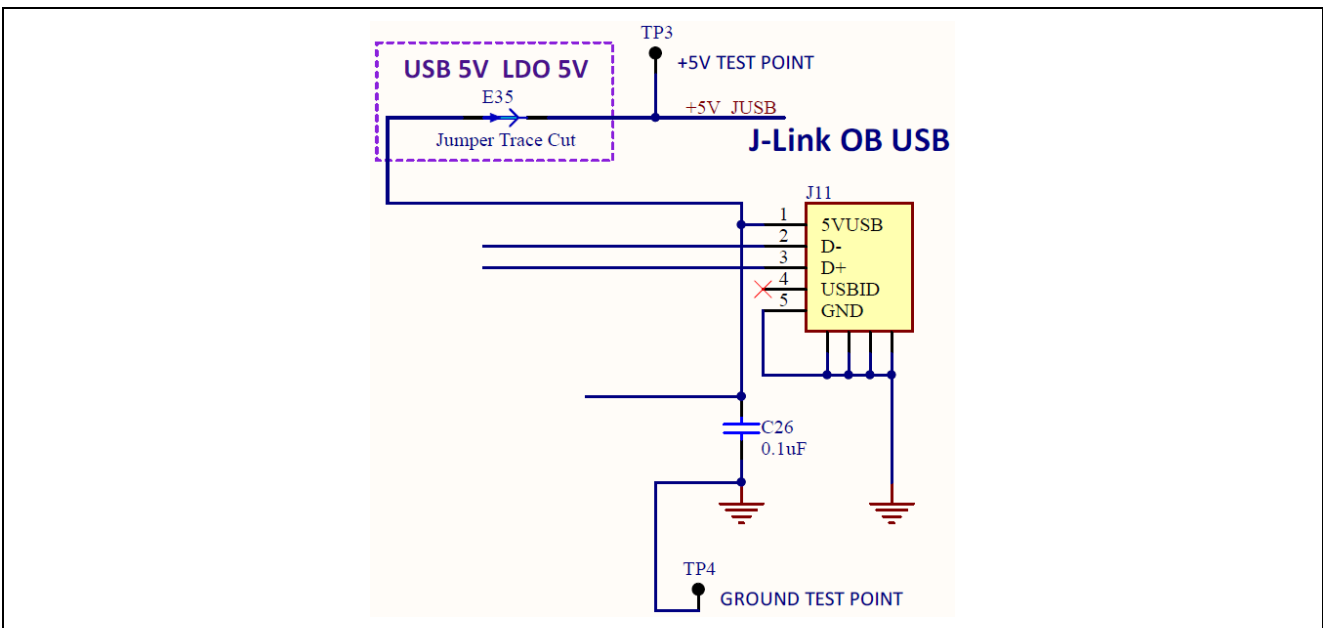 TP3
+5V TEST POINT
USB 5V LDO 5V
E35
+5V_JUSB
Jumper Trace Cut
J-Link OB USB
J11
1 5VUSB
2 D-
3 D+
4 USBID
5 GND
C26
0.1uF
TP4
GROUND TEST POINT